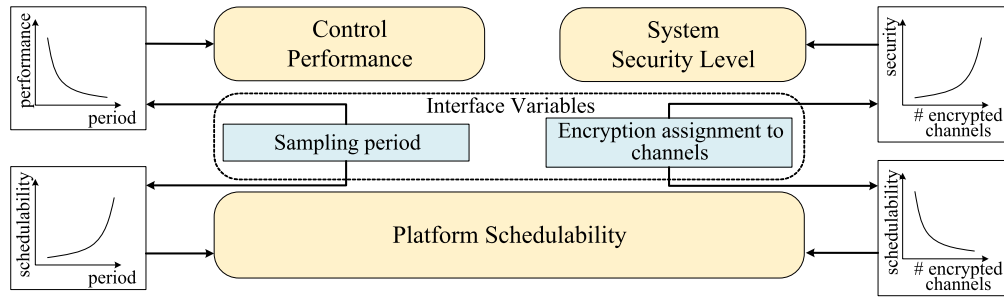 performance
period
Control
Performance
System
Security Level
security
# encrypted
channels
Interface Variables
Sampling period
Encryption assignment to
channels
schedulability
period
Platform Schedulability
schedulability
# encrypted
channels